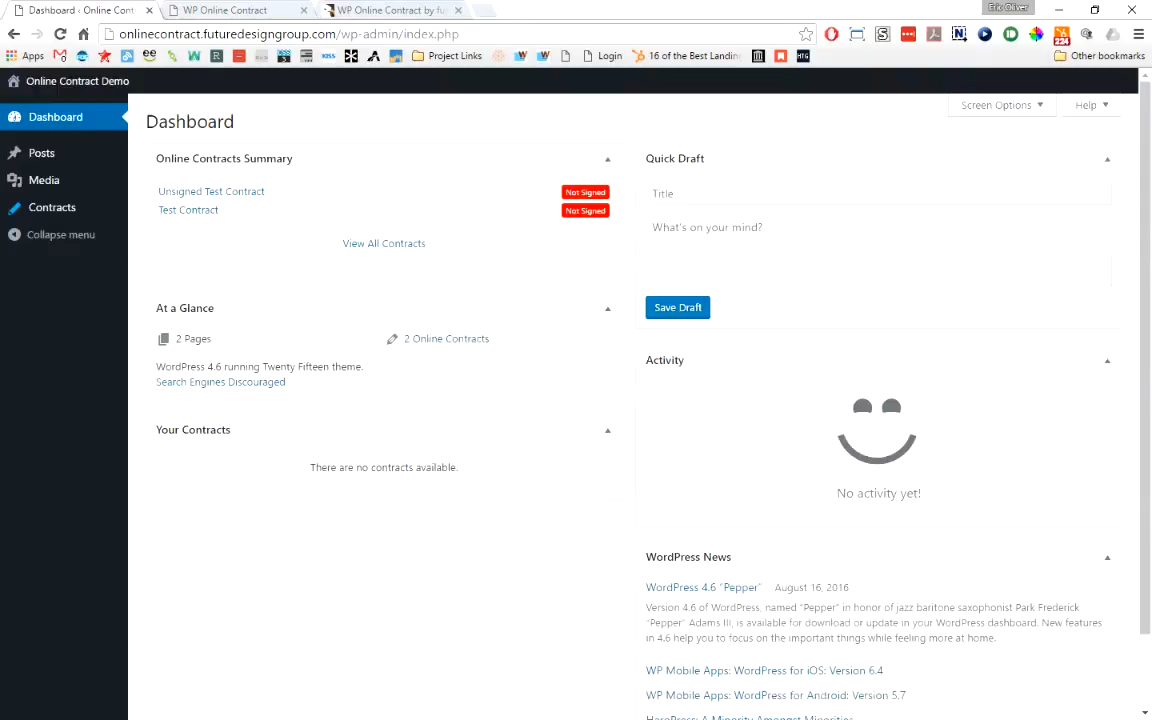 Dashboard ‹ Online Cont
WP Online Contract
WP Online Contract by fu
Eric Oliver
onlinecontract.futuredesigngroup.com/wp-admin/index.php
Apps
Project Links
Login
16 of the Best Landing
224
Other bookmarks
Online Contract Demo
Dashboard
Posts
Media
Contracts
Collapse menu
Screen Options
Help
Dashboard
Online Contracts Summary
Unsigned Test Contract Not Signed
Test Contract Not Signed
View All Contracts
At a Glance
2 Pages
2 Online Contracts
WordPress 4.6 running Twenty Fifteen theme.
Search Engines Discouraged
Your Contracts
There are no contracts available.
Quick Draft
Title
What's on your mind?
Save Draft
Activity
No activity yet!
WordPress News
WordPress 4.6 “Pepper” August 16, 2016
Version 4.6 of WordPress, named “Pepper” in honor of jazz baritone saxophonist Park Frederick
“Pepper” Adams III, is available for download or update in your WordPress dashboard. New features
in 4.6 help you to focus on the important things while feeling more at home.
WP Mobile Apps: WordPress for iOS: Version 6.4
WP Mobile Apps: WordPress for Android: Version 5.7
HeroPress: A Minority Amongst Minorities